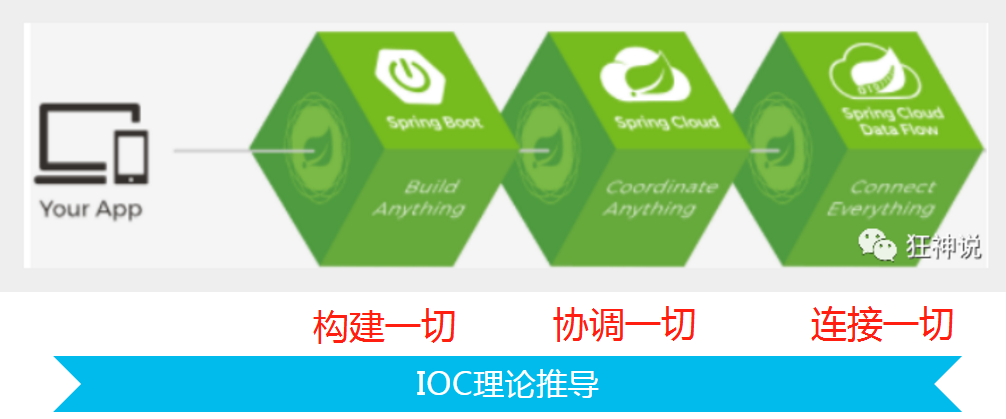 Spring Boot
Spring Cloud
Spring Cloud
Data Flow
Your App
Build
Anything
Coordinate
Anything
Connect
Everything
狂神说
构建一切
协调一切
连接一切
IOC理论推导